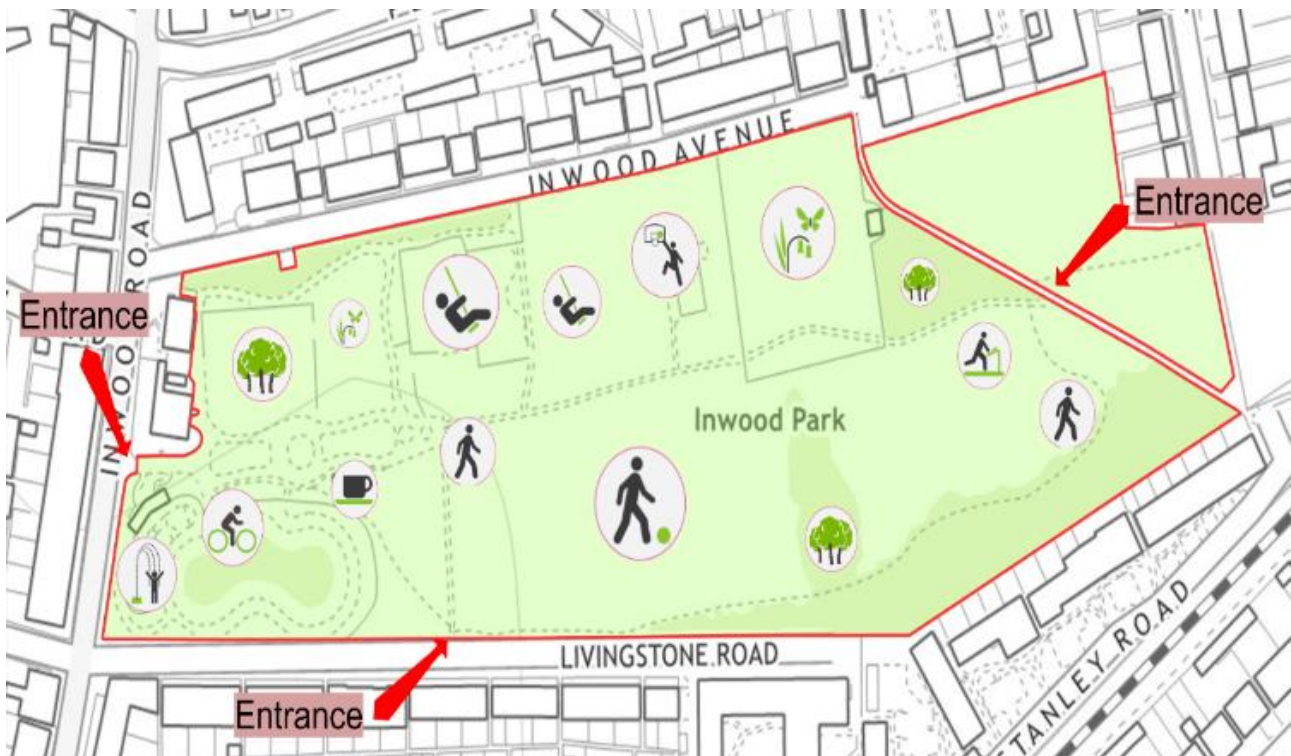 INWOOD AVENUE
INWOOD ROAD
Entrance
Entrance
Inwood Park
LIVINGSTONE ROAD
Entrance
STANLEY ROAD